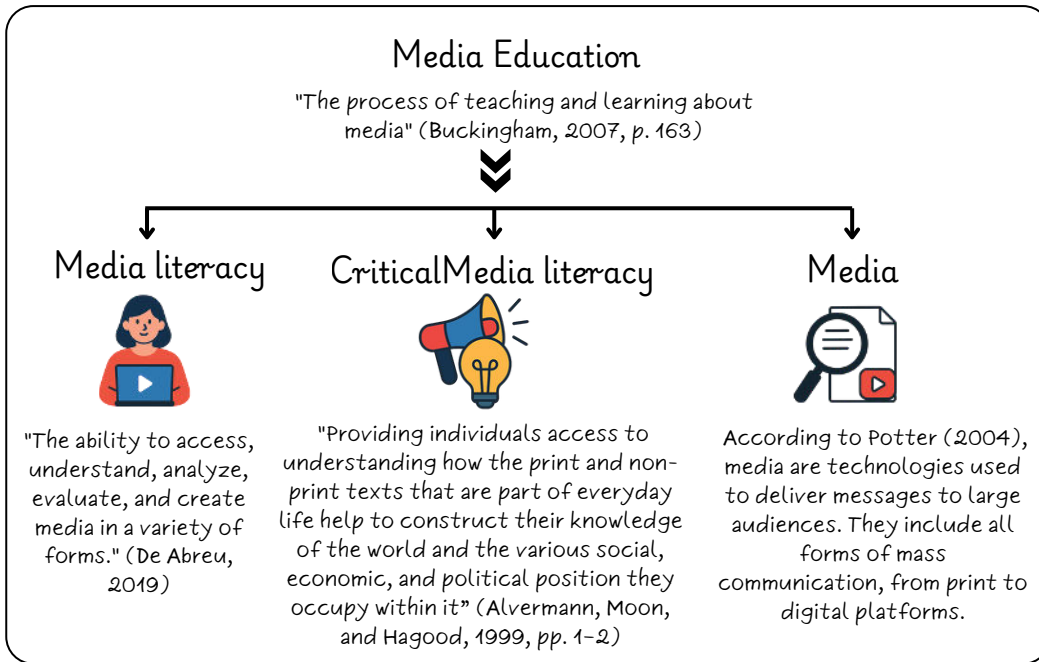 Media Education
"The process of teaching and learning about
media" (Buckingham, 2007, p. 163)
Media literacy
"The ability to access,
understand, analyze,
evaluate, and create
media in a variety of
forms." (De Abreu,
2019)
CriticalMedia literacy
"Providing individuals access to
understanding how the print and non-
print texts that are part of everyday
life help to construct their knowledge
of the world and the various social,
economic, and political position they
occupy within it” (Alvermann, Moon,
and Hagood, 1999, pp. 1–2)
Media
According to Potter (2004),
media are technologies used
to deliver messages to large
audiences. They include all
forms of mass
communication, from print to
digital platforms.